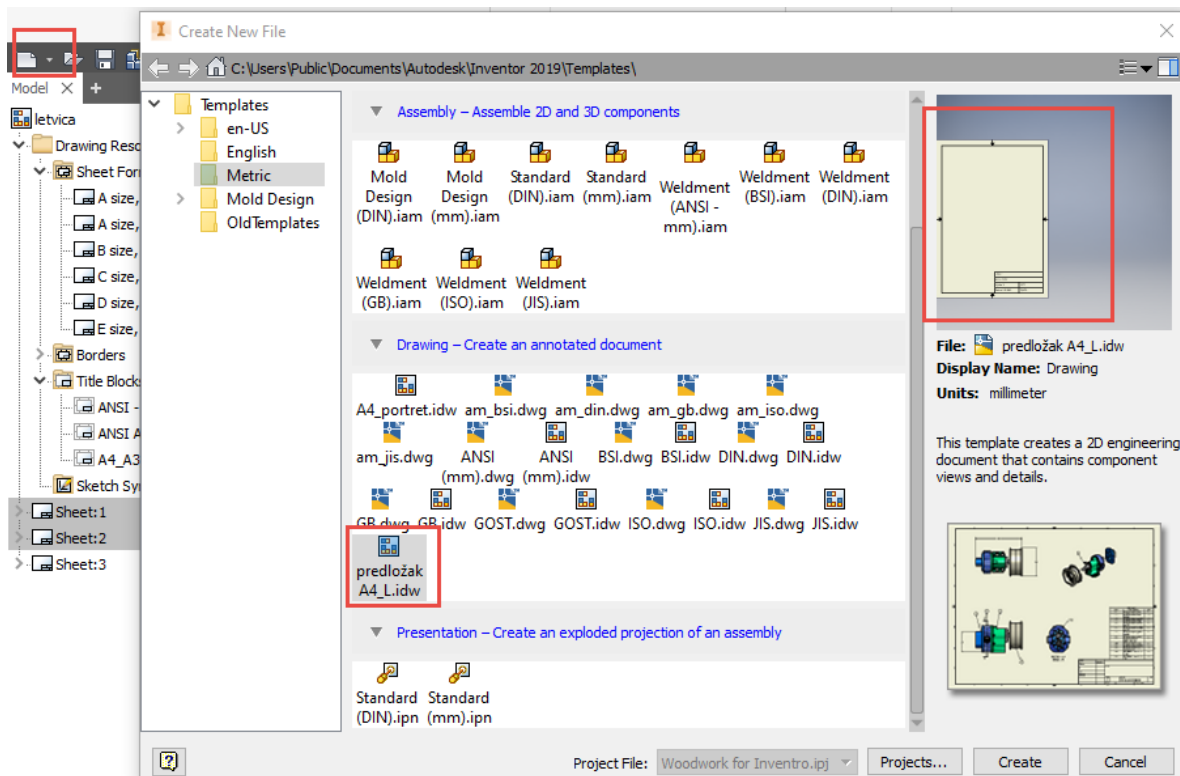 Create New File
C:\Users\Public\Documents\Autodesk\Inventor 2019\Templates\
Model
letvica
Drawing Reso
Sheet For
A size,
A size,
B size,
C size,
D size,
E size,
Borders
Title Block
ANSI -
ANSI A
A4_A3
Sketch Sy
Sheet:1
Sheet:2
Sheet:3
Templates
en-US
English
Metric
Mold Design
OldTemplates
Assembly – Assemble 2D and 3D components
Mold Mold Standard Standard Weldment Weldment Weldment
Design Design (DIN).iam (mm).iam (ANSI - (BSI).iam (DIN).iam
(DIN).iam (mm).iam mm).iam
Weldment Weldment Weldment
(GB).iam (ISO).iam (JIS).iam
Drawing – Create an annotated document
A4_portret.idw am_bsi.dwg am_din.dwg am_gb.dwg am_iso.dwg
am_jis.dwg ANSI ANSI BSI.dwg BSI.idw DIN.dwg DIN.idw
(mm).dwg (mm).idw
GB.dwg GB.idw GOST.dwg GOST.idw ISO.dwg ISO.idw JIS.dwg JIS.idw
predložak
A4_L.idw
Presentation – Create an exploded projection of an assembly
Standard Standard
(DIN).ipn (mm).ipn
File: predložak A4_L.idw
Display Name: Drawing
Units: millimeter
This template creates a 2D engineering
document that contains component
views and details.
Project File: Woodwork for Inventro.ipj Projects... Create Cancel